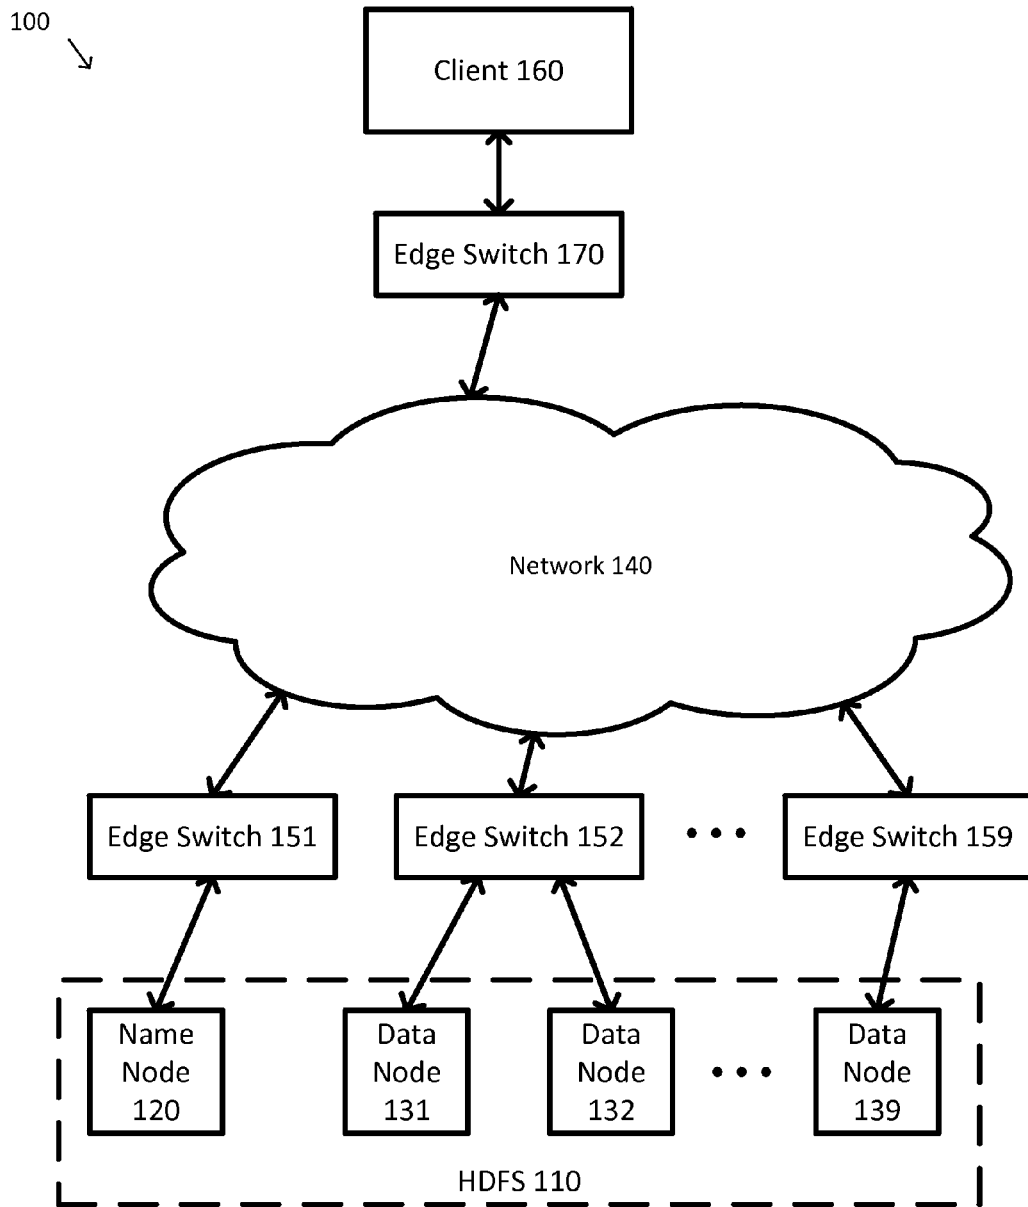 100
Client 160
Edge Switch 170
Network 140
Edge Switch 151
Edge Switch 152
Edge Switch 159
Name
Node
120
Data
Node
131
Data
Node
132
Data
Node
139
HDFS 110